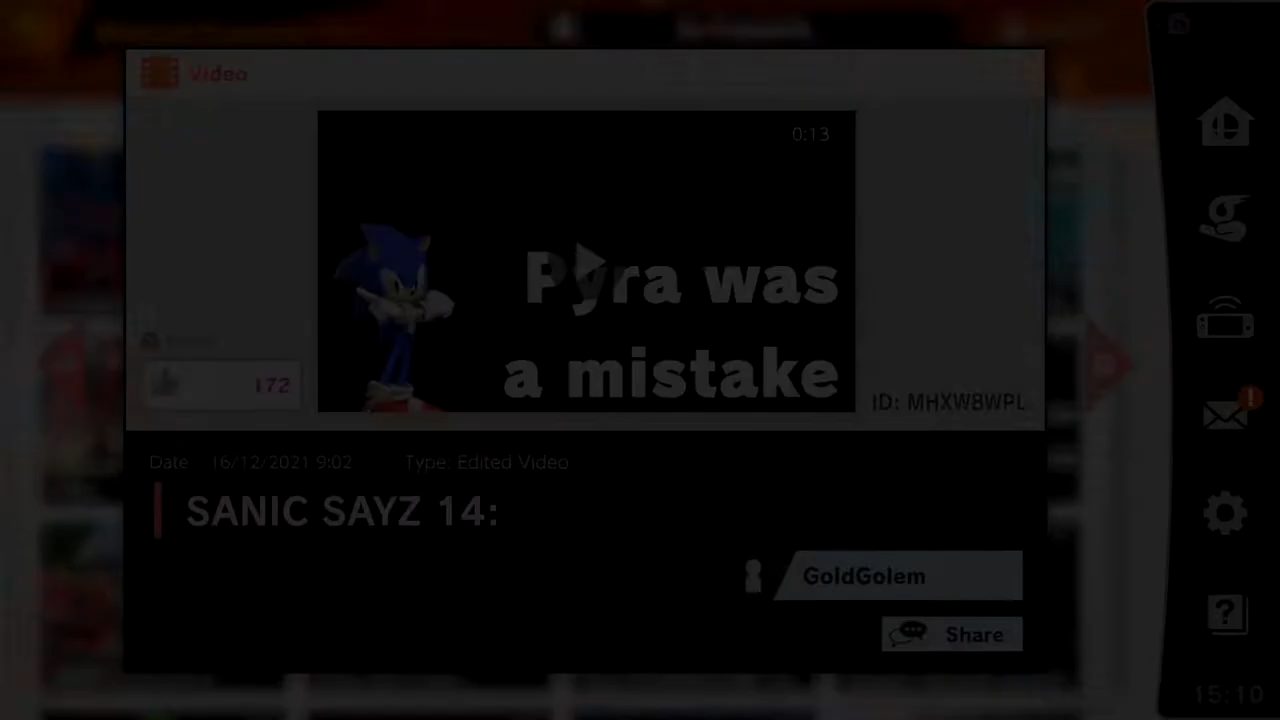 Video
0:13
Pyra was
a mistake
172
ID: MHXW8WPL
Date 16/12/2021 9:02 Type: Edited Video
SANIC SAYZ 14:
GoldGolem
Share
15:10